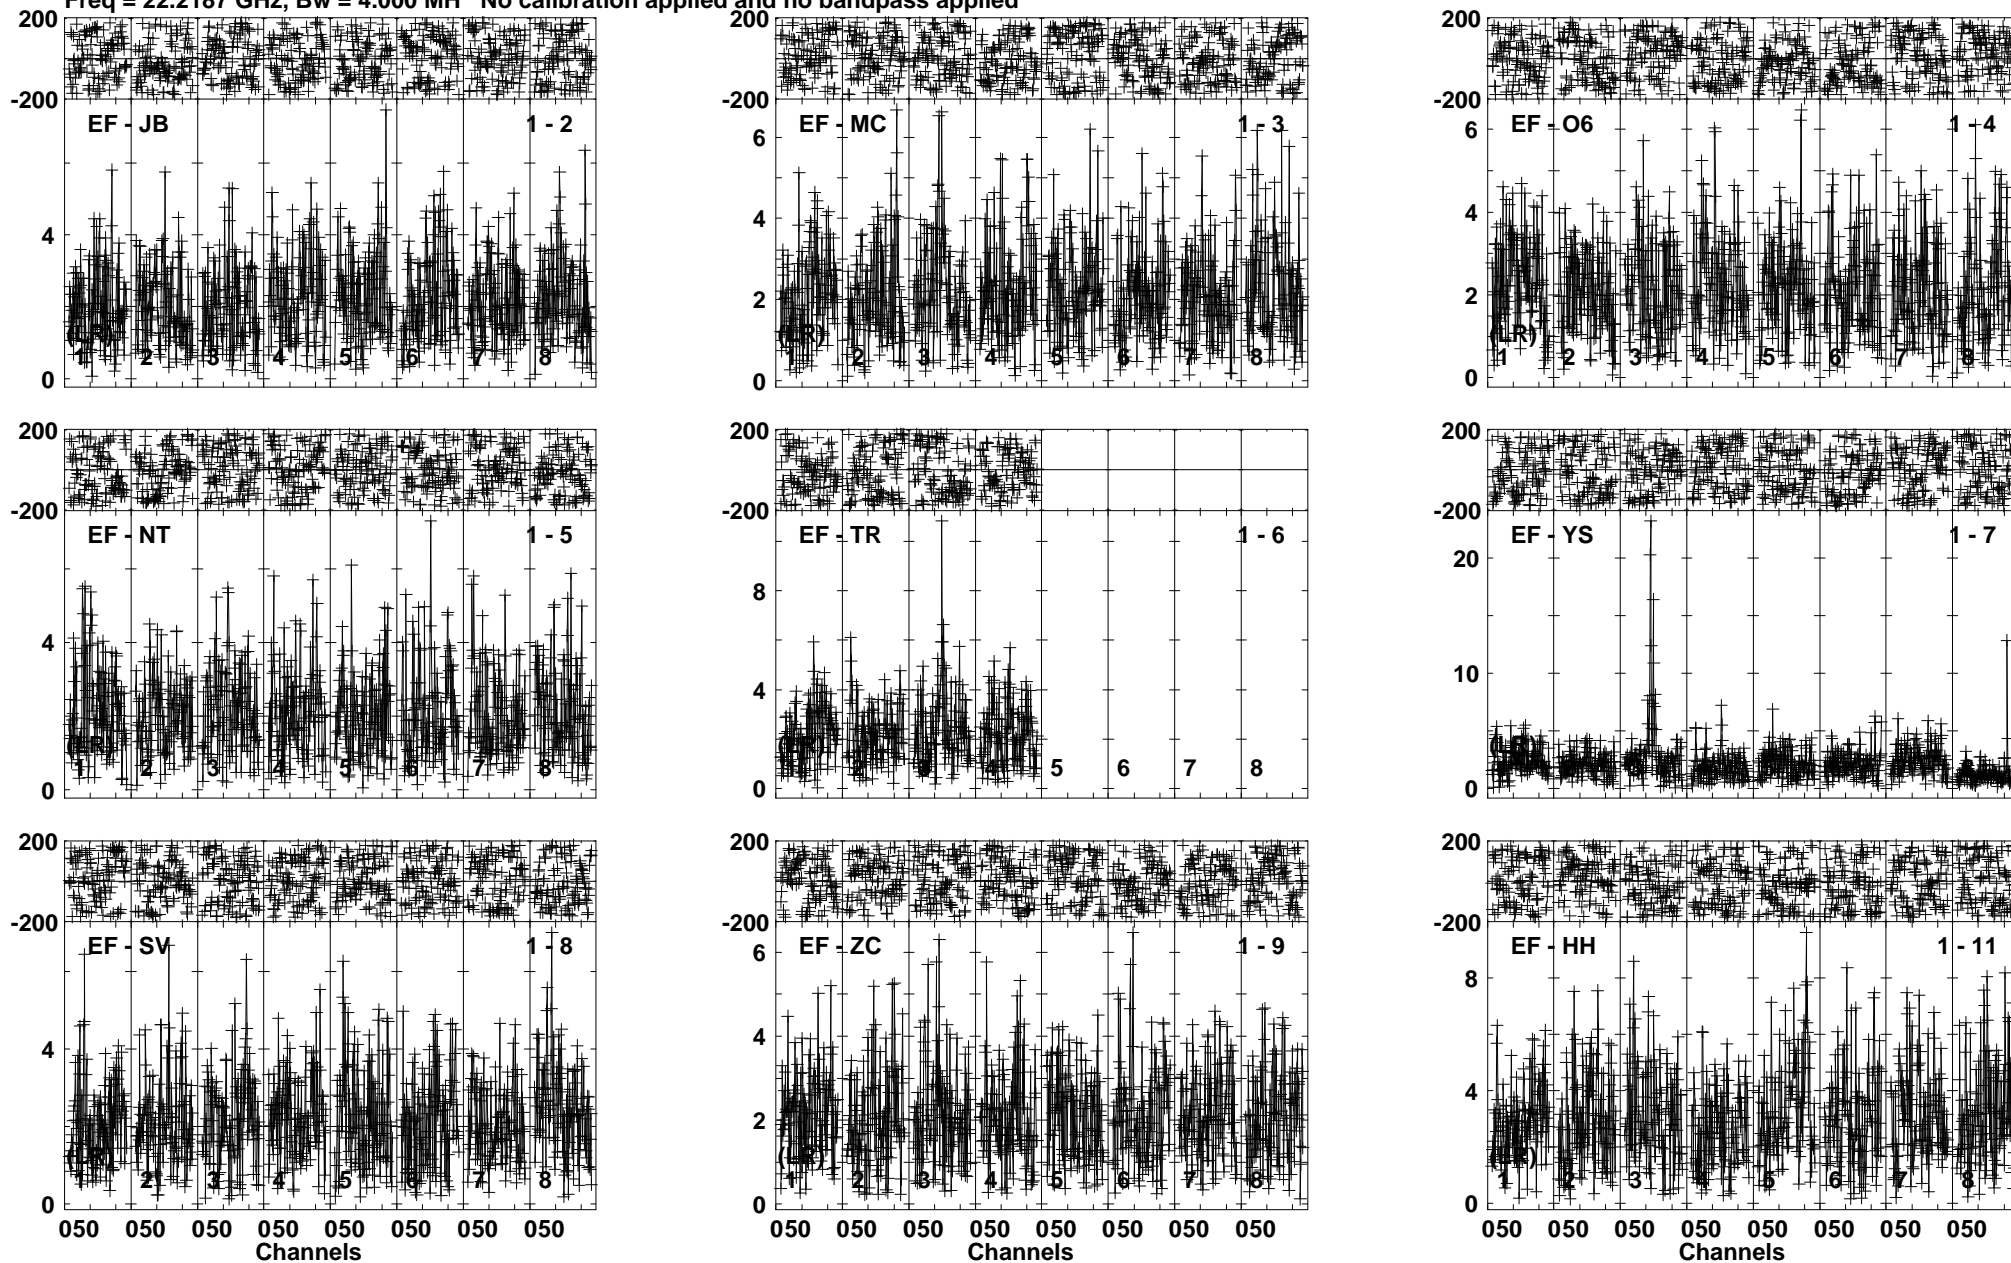 Freq = 22.2187 GHz, Bw = 4.000 MH No calibration applied and no bandpass applied
200 200 200
-200 -200 -200
EF - JB 1 - 2 EF - MC 1 - 3 EF - O6 1 - 4
6 6
4 4 4
2 2
(LR) (LR) (LR)
1 2 3 4 5 6 7 8 1 2 3 4 5 6 7 8 1 2 3 4 5 6 7 8
0 0 0
200 200 200
-200 -200 -200
EF - NT 1 - 5 EF - TR 1 - 6 EF - YS 1 - 7
8 20
4 4 10
(LR) (LR) (LR)
1 2 3 4 5 6 7 8 2 3 4 5 6 7 8
0 0 0
200 200 200
-200 -200 -200
EF - SV 1 - 8 EF - ZC 1 - 9 EF - HH 1 - 11
6 8
4 4 4
2
(LR) (LR) (LR)
1 2 3 4 5 6 7 8 1 2 3 4 5 6 7 8 1 2 3 4 5 6 7 8
0 0 0
050 050 050 050 050 050 050 050 050 050 050 050 050 050 050 050 050 050 050 050 050 050 050 050
Channels Channels Channels